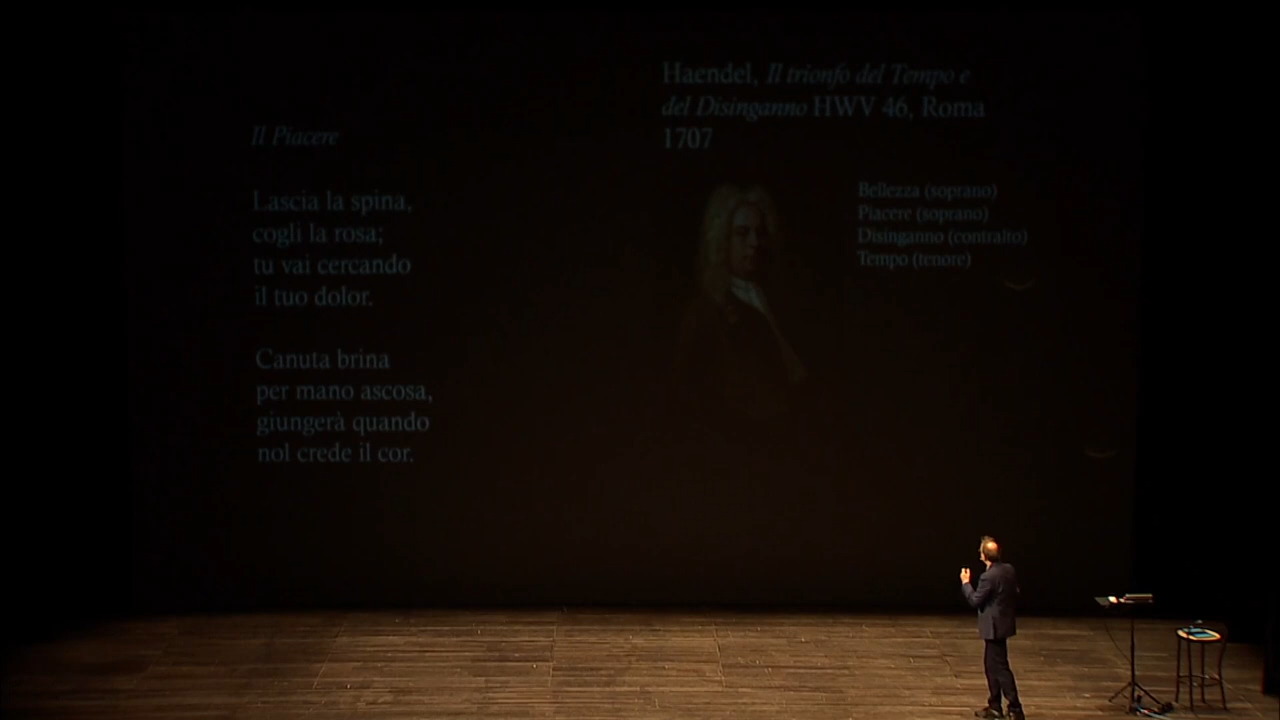 Il Piacere
Lascia la spina,
cogli la rosa;
tu vai cercando
il tuo dolor.
Canuta brina
per mano ascosa,
giungerà quando
nol crede il cor.
Haendel, Il trionfo del Tempo e
del Disinganno HWV 46, Roma
1707
Bellezza (soprano)
Piacere (soprano)
Disinganno (contralto)
Tempo (tenore)